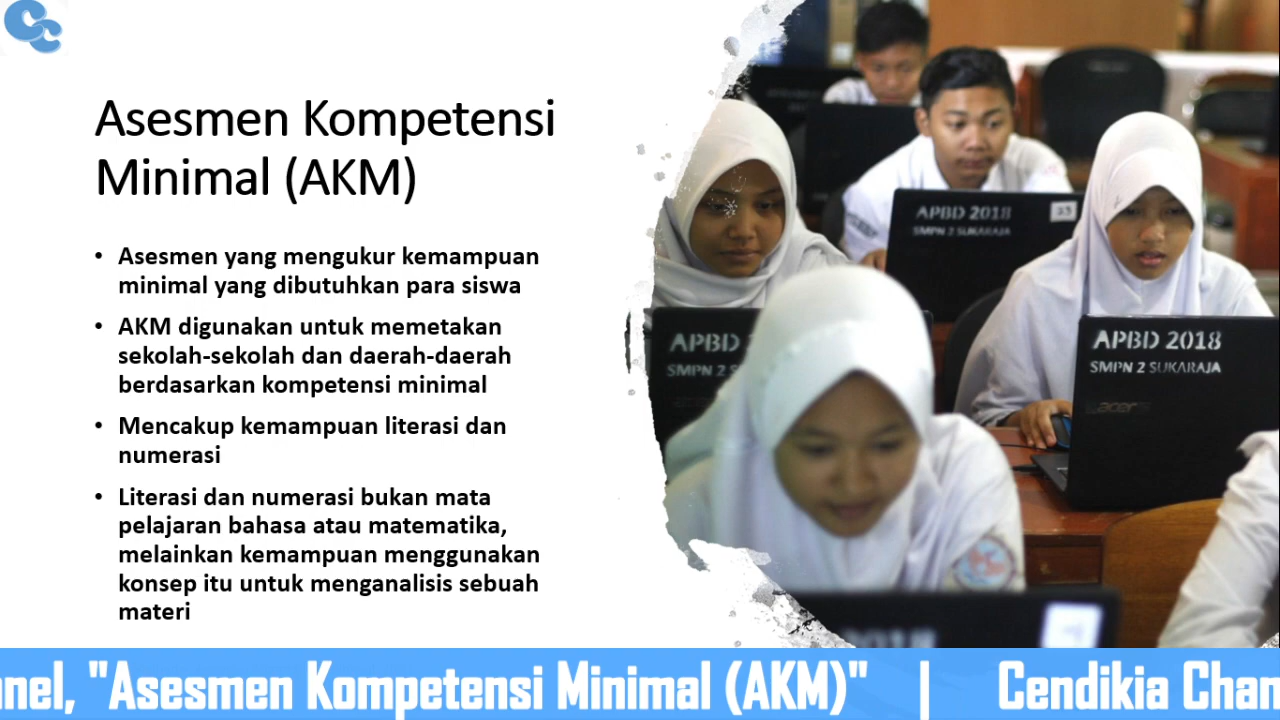 Asesmen Kompetensi
Minimal (AKM)
• Asesmen yang mengukur kemampuan
minimal yang dibutuhkan para siswa
• AKM digunakan untuk memetakan
sekolah-sekolah dan daerah-daerah
berdasarkan kompetensi minimal
• Mencakup kemampuan literasi dan
numerasi
• Literasi dan numerasi bukan mata
pelajaran bahasa atau matematika,
melainkan kemampuan menggunakan
konsep itu untuk menganalisis sebuah
materi
APBD 2018
SMPN 2 SUKARAJA
APBD
SMPN 2
APBD 2018
SMPN 2 SUKARAJA
acer
2018
nnel, "Asesmen Kompetensi Minimal (AKM)" | Cendikia Chan